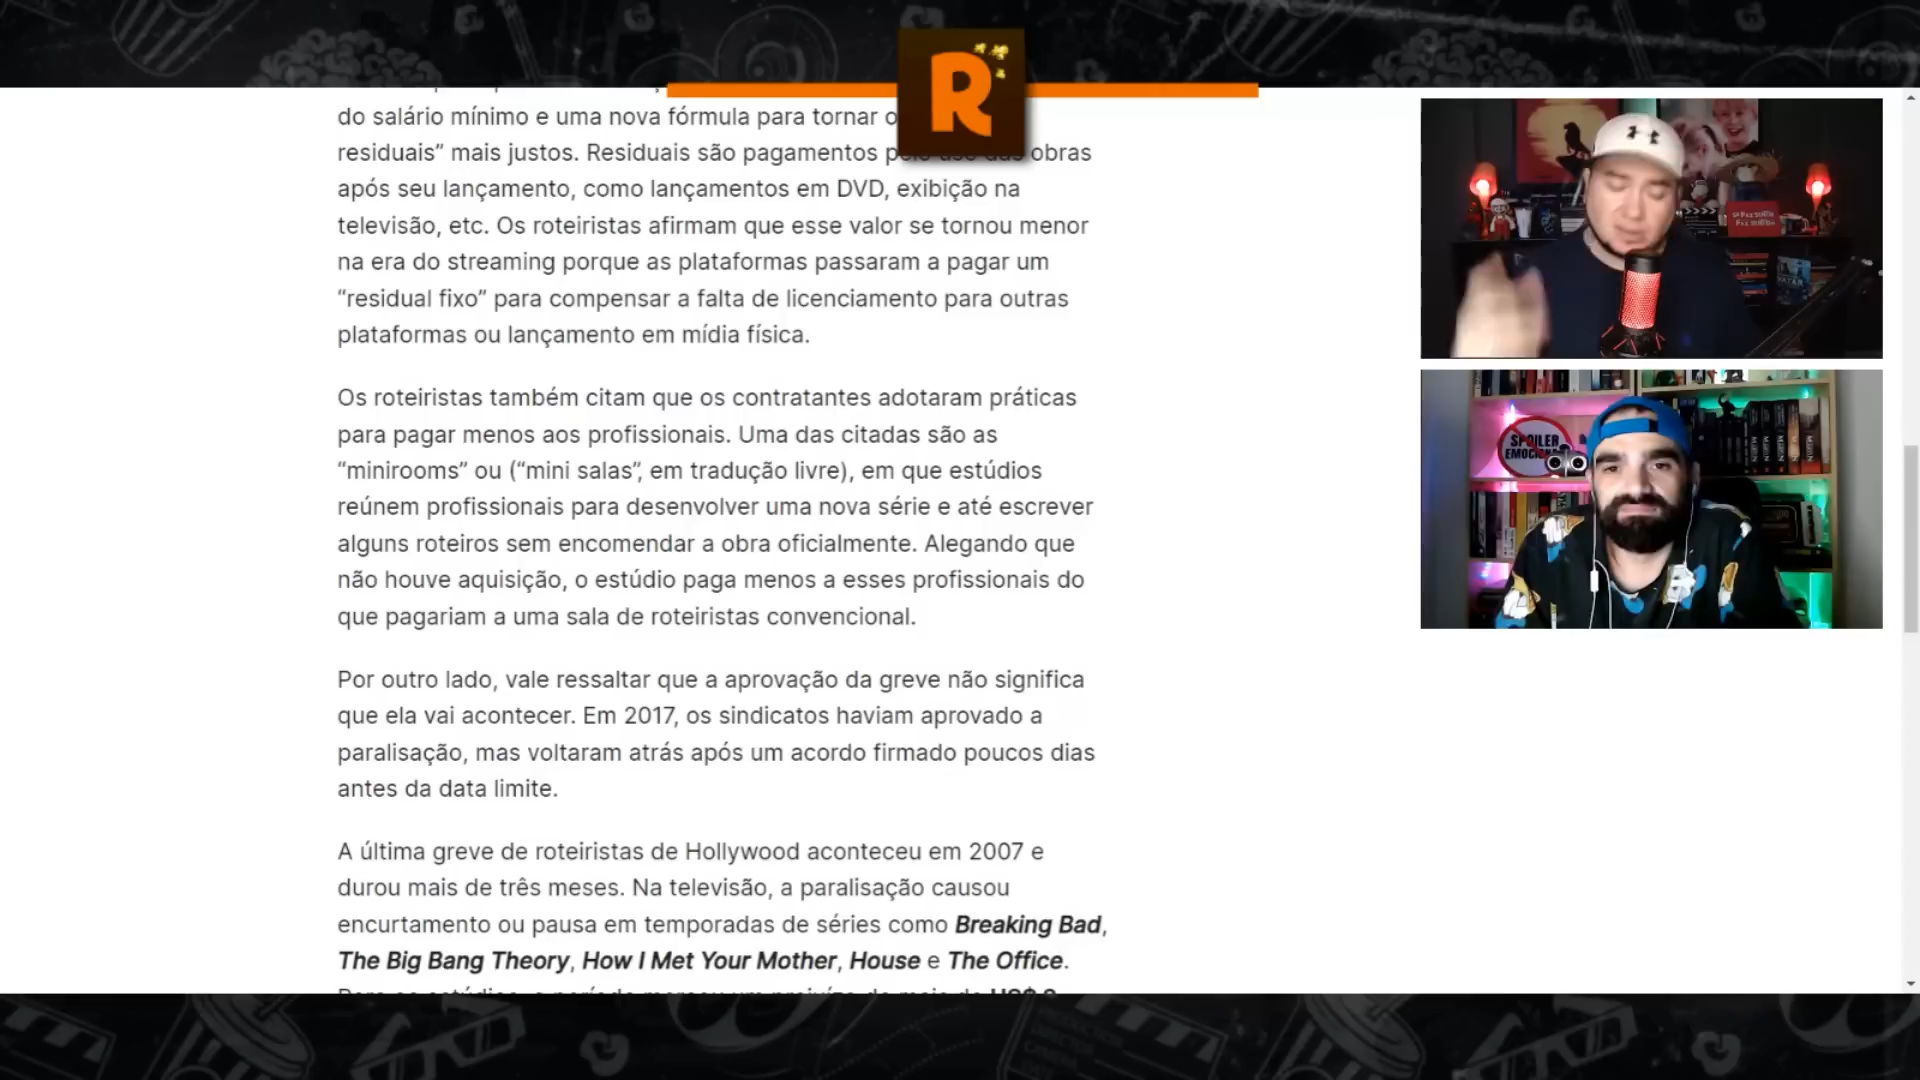 R
do salário mínimo e uma nova fórmula para tornar o
residuais” mais justos. Residuais são pagamentos pelo uso das obras
após seu lançamento, como lançamentos em DVD, exibição na
televisão, etc. Os roteiristas afirmam que esse valor se tornou menor
na era do streaming porque as plataformas passaram a pagar um
“residual fixo” para compensar a falta de licenciamento para outras
plataformas ou lançamento em mídia física.
Os roteiristas também citam que os contratantes adotaram práticas
para pagar menos aos profissionais. Uma das citadas são as
“minirooms” ou (“mini salas”, em tradução livre), em que estúdios
reúnem profissionais para desenvolver uma nova série e até escrever
alguns roteiros sem encomendar a obra oficialmente. Alegando que
não houve aquisição, o estúdio paga menos a esses profissionais do
que pagariam a uma sala de roteiristas convencional.
Por outro lado, vale ressaltar que a aprovação da greve não significa
que ela vai acontecer. Em 2017, os sindicatos haviam aprovado a
paralisação, mas voltaram atrás após um acordo firmado poucos dias
antes da data limite.
A última greve de roteiristas de Hollywood aconteceu em 2007 e
durou mais de três meses. Na televisão, a paralisação causou
encurtamento ou pausa em temporadas de séries como Breaking Bad,
The Big Bang Theory, How I Met Your Mother, House e The Office.
SPOILER